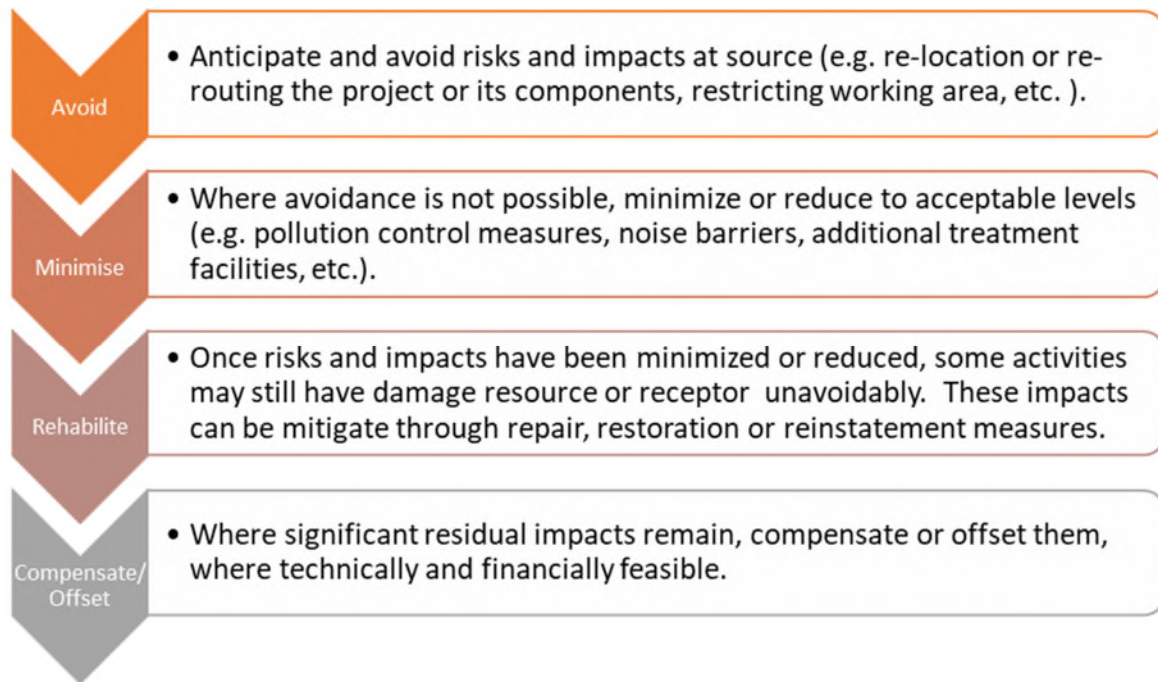 Avoid
• Anticipate and avoid risks and impacts at source (e.g. re-location or re-
routing the project or its components, restricting working area, etc. ).
Minimise
• Where avoidance is not possible, minimize or reduce to acceptable levels
(e.g. pollution control measures, noise barriers, additional treatment
facilities, etc.).
Rehabilite
• Once risks and impacts have been minimized or reduced, some activities
may still have damage resource or receptor  unavoidably.  These impacts
can be mitigate through repair, restoration or reinstatement measures.
Compensate/
Offset
• Where significant residual impacts remain, compensate or offset them,
where technically and financially feasible.